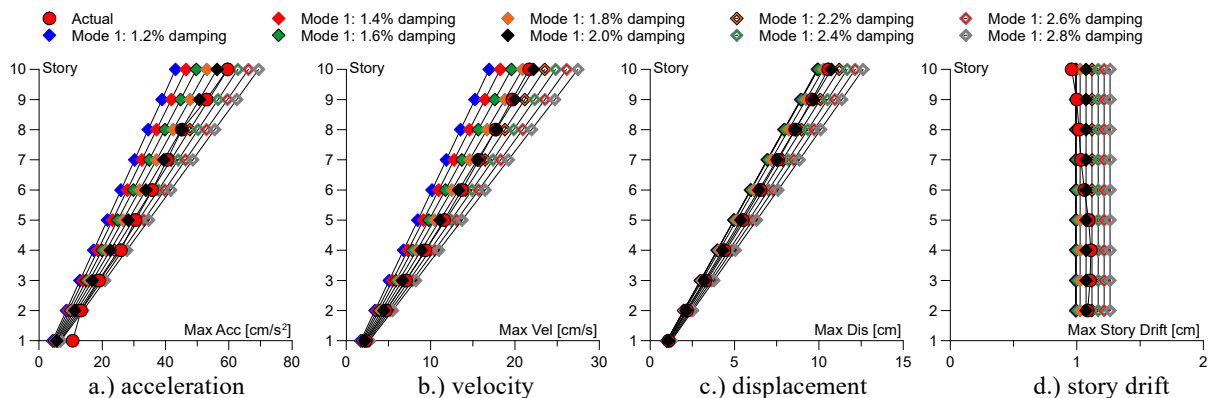 Actual
Mode 1: 1.2% damping
Mode 1: 1.4% damping
Mode 1: 1.6% damping
Mode 1: 1.8% damping
Mode 1: 2.0% damping
Mode 1: 2.2% damping
Mode 1: 2.4% damping
Mode 1: 2.6% damping
Mode 1: 2.8% damping
10
9
8
7
6
5
4
3
2
1
Story
Max Acc [cm/s²]
0 20 40 60 80
a.) acceleration
10
9
8
7
6
5
4
3
2
1
Story
Max Vel [cm/s]
0 10 20 30
b.) velocity
10
9
8
7
6
5
4
3
2
1
Story
Max Dis [cm]
0 5 10 15
c.) displacement
10
9
8
7
6
5
4
3
2
1
Story
Max Story Drift [cm]
0 1 2
d.) story drift